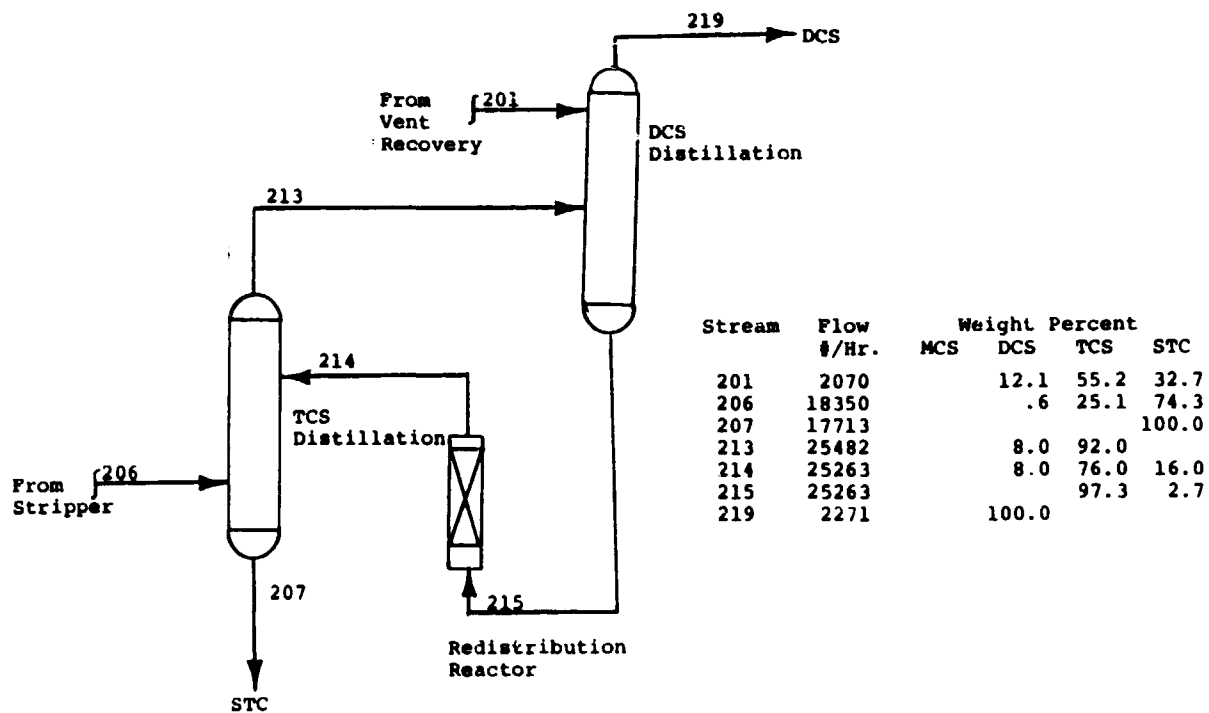 219
DCS
From
Vent
Recovery
201
DCS
Distillation
213
214
TCS
Distillation
From
Stripper
206
207
STC
215
Redistribution
Reactor
Stream Flow Weight Percent
#/Hr. MCS DCS TCS STC
201 2070 12.1 55.2 32.7
206 18350 .6 25.1 74.3
207 17713 100.0
213 25482 8.0 92.0
214 25263 8.0 76.0 16.0
215 25263 97.3 2.7
219 2271 100.0